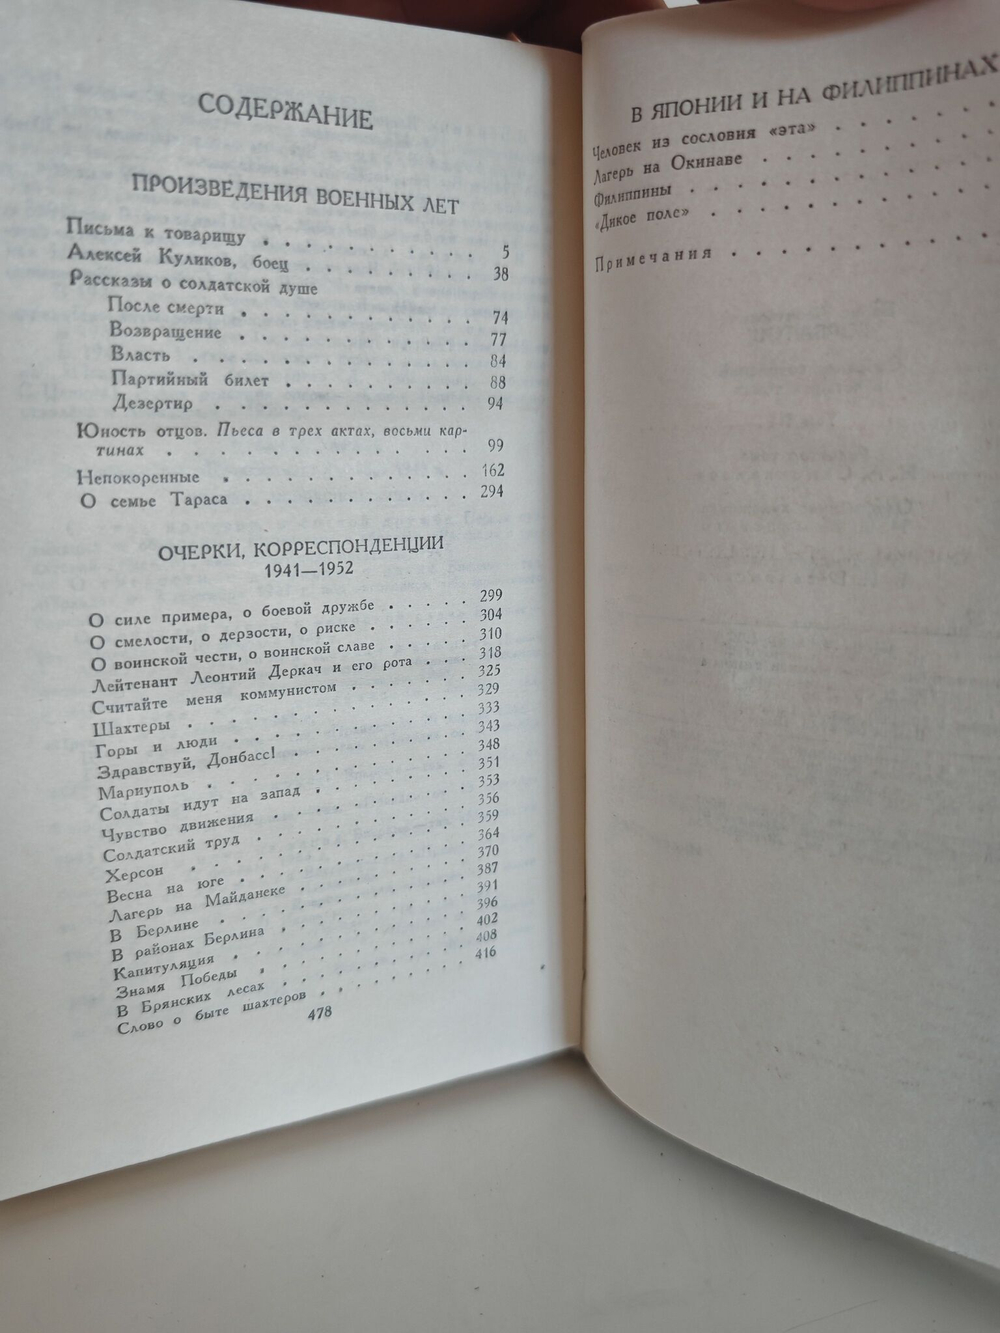 СОДЕРЖАНИЕ
ПРОИЗВЕДЕНИЯ ВОЕННЫХ ЛЕТ
Письма к товарищу . . . . . . . . . . 5
Алексей Куликов, боец . . . . . . . . . 38
Рассказы о солдатской душе
После смерти . . . . . . . . . . . 74
Возвращение . . . . . . . . . . . 77
Власть . . . . . . . . . . . . . 84
Партийный билет . . . . . . . . . 88
Дезертир . . . . . . . . . . . . 94
Юность отцов. Пьеса в трех актах, восьми кар-
тинах . . . . . . . . . . . . . 99
Непокоренные . . . . . . . . . . . 162
О семье Тараса . . . . . . . . . . . 294
ОЧЕРКИ, КОРРЕСПОНДЕНЦИИ
1941—1952
О силе примера, о боевой дружбе . . . . . 299
О смелости, о дерзости, о риске . . . . . . 304
О воинской чести, о воинской славе . . . . . 310
Лейтенант Леонтий Деркач и его рота . . . 318
Считайте меня коммунистом . . . . . . . 325
Шахтеры . . . . . . . . . . . . . 329
Горы и люди . . . . . . . . . . . 333
Здравствуй, Донбасс! . . . . . . . . . 343
Мариуполь . . . . . . . . . . . . 348
Солдаты идут на запад . . . . . . . . 351
Чувство движения . . . . . . . . . . 353
Солдатский труд . . . . . . . . . . 356
Херсон . . . . . . . . . . . . . 359
Весна на юге . . . . . . . . . . . 364
Лагерь на Майданеке . . . . . . . . . 370
В Берлине . . . . . . . . . . . . 387
В районах Берлина . . . . . . . . . 391
Капитуляция . . . . . . . . . . . 396
Знамя Победы . . . . . . . . . . . 402
В Брянских лесах . . . . . . . . . . 408
Слово о быте шахтеров . . . . . . . . 416
478
В ЯПОНИИ И НА ФИЛИППИНАХ
Человек из сословия «эта» . . . . . . .
Лагерь на Окинаве . . . . . . . . . .
Филиппины . . . . . . . . . . . .
«Дикое поле» . . . . . . . . . . . .
Примечания . . . . . . . . . . . .